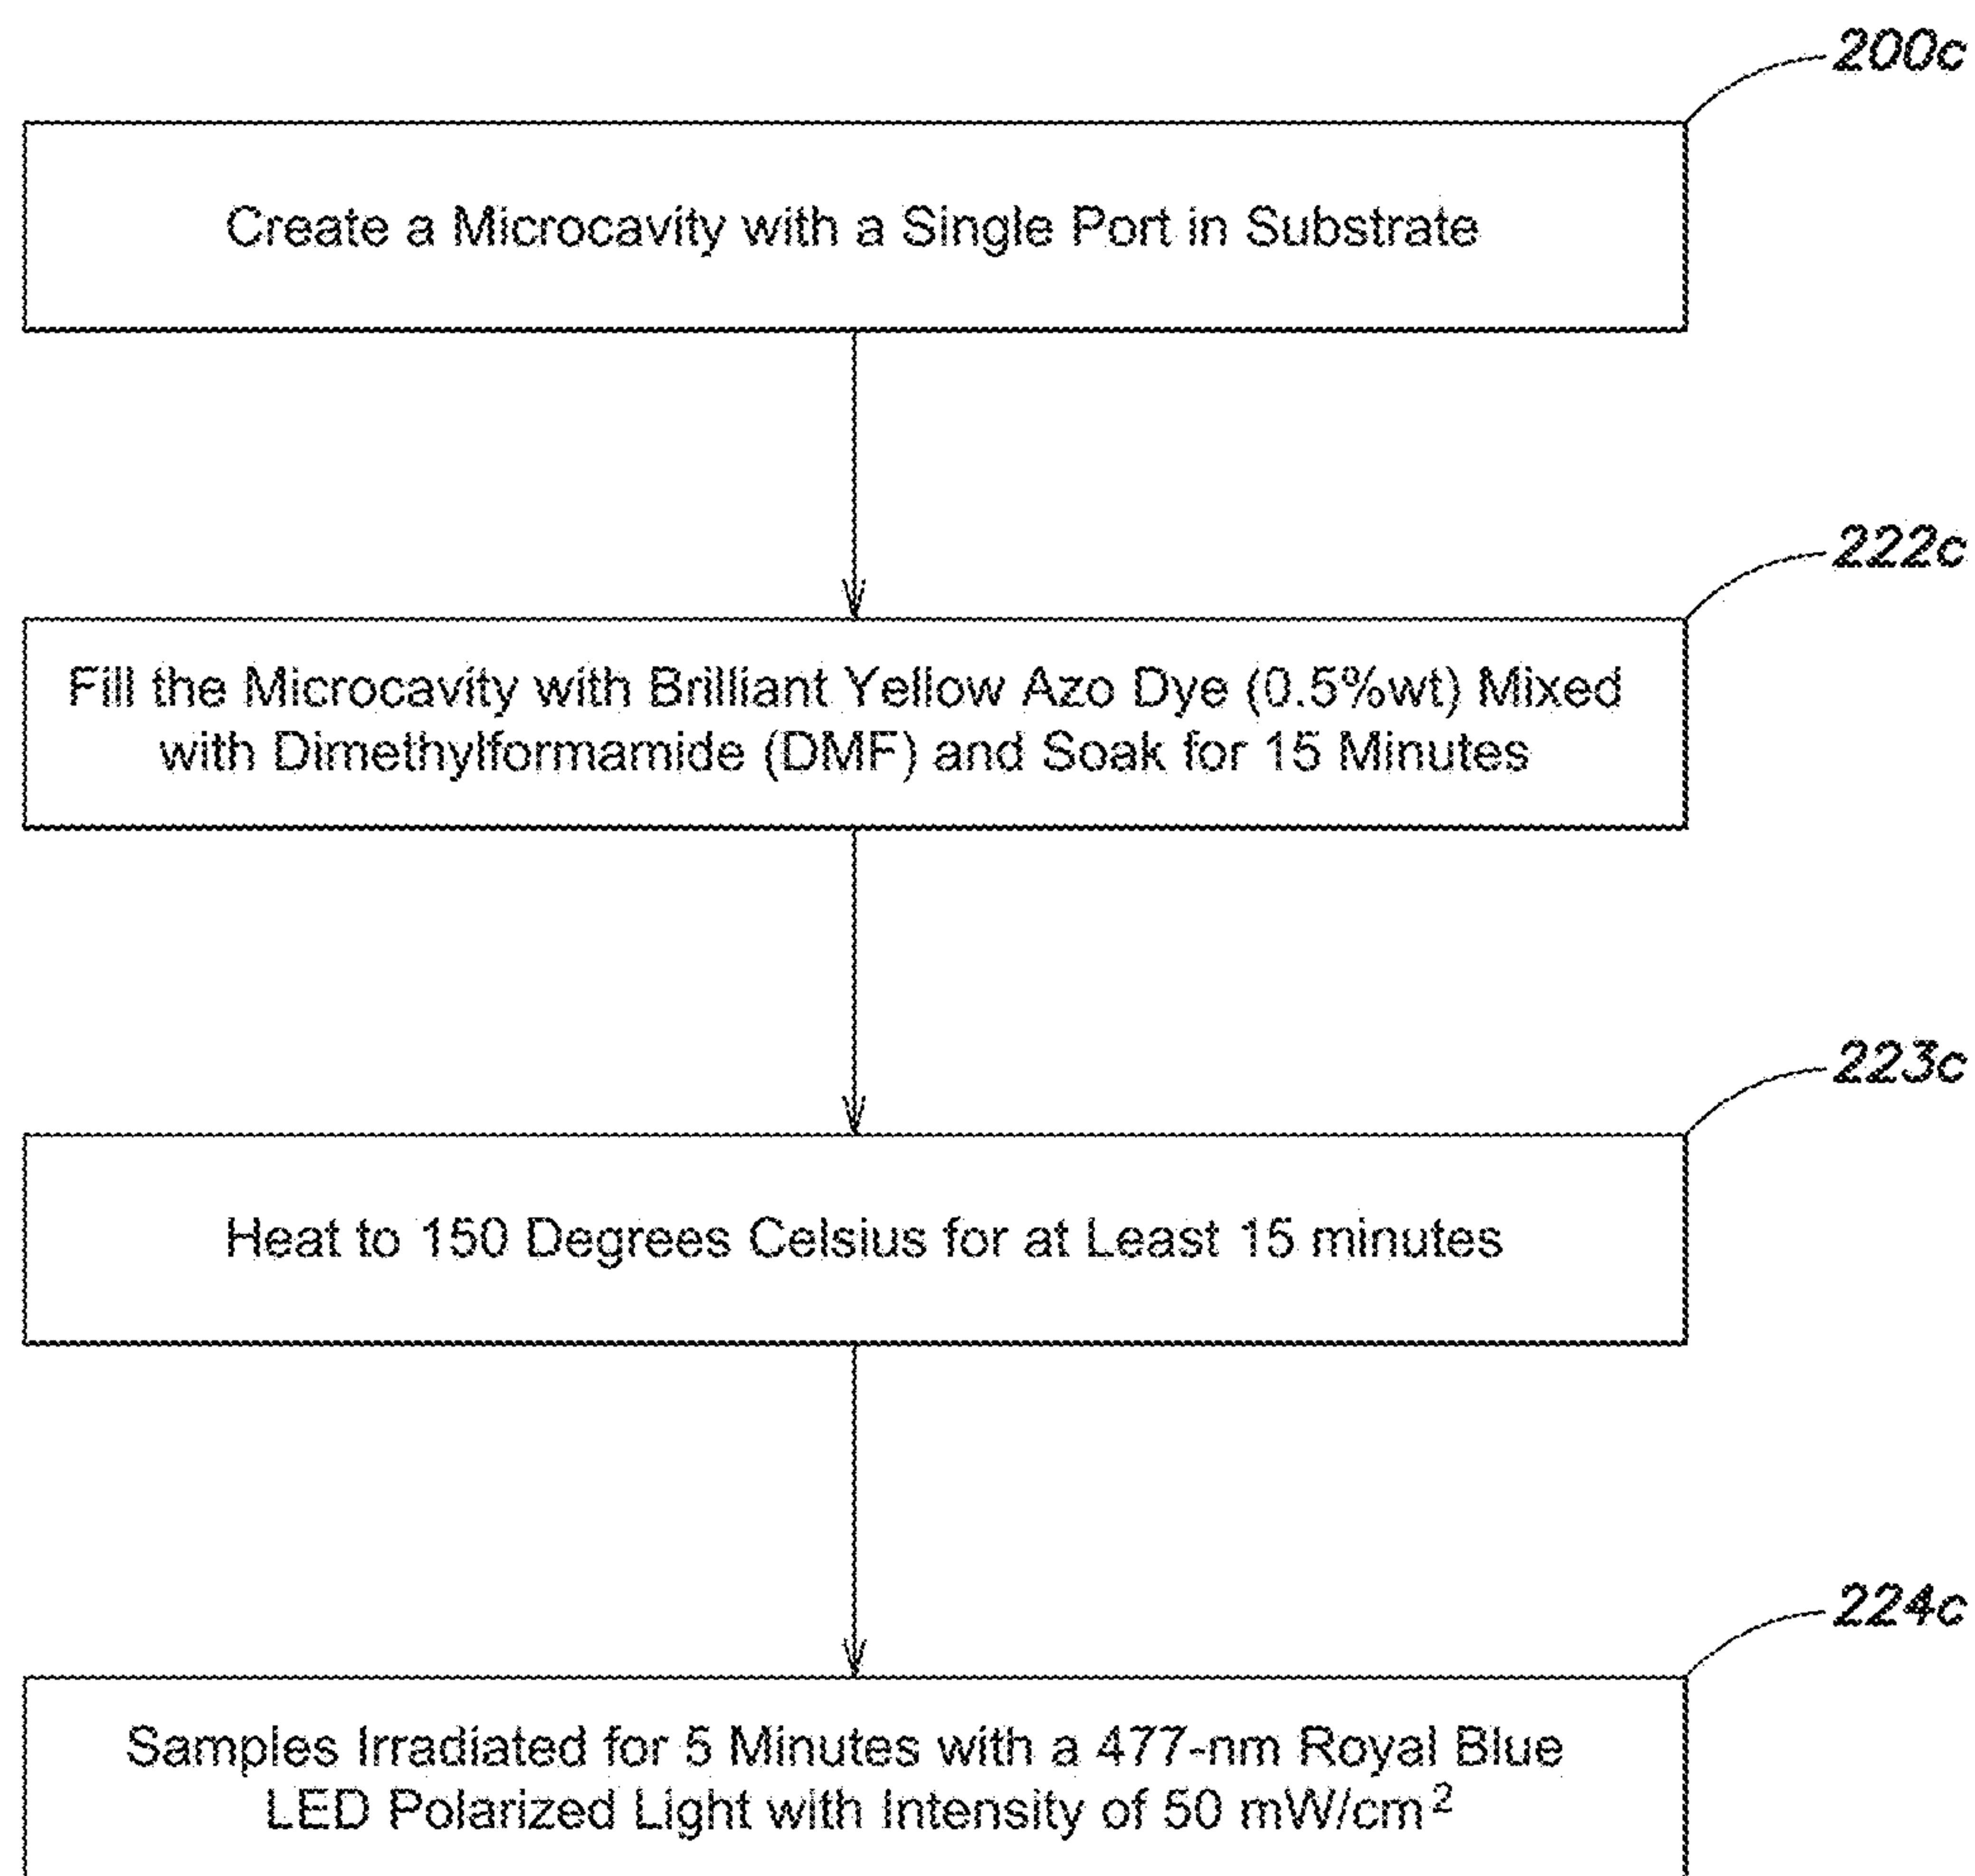 200c
Create a Microcavity with a Single Port in Substrate
222c
Fill the Microcavity with Brilliant Yellow Azo Dye (0.5%wt) Mixed
with Dimethylformamide (DMF) and Soak for 15 Minutes
223c
Heat to 150 Degrees Celsius for at Least 15 minutes
224c
Samples Irradiated for 5 Minutes with a 477-nm Royal Blue
LED Polarized Light with Intensity of 50 mW/cm²